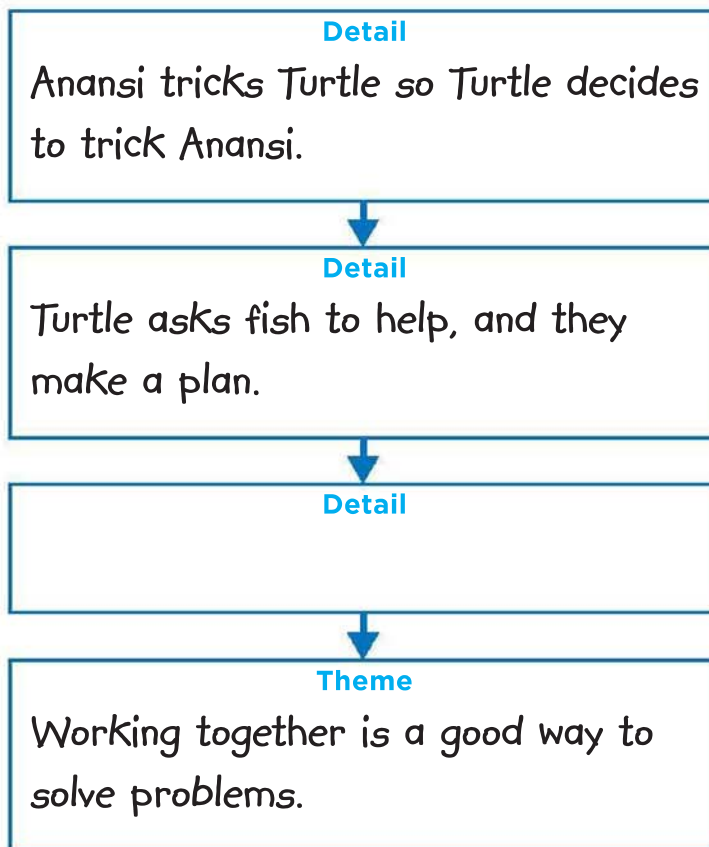 Detail
Anansi tricks Turtle so Turtle decides
to trick Anansi.
Detail
Turtle asks fish to help, and they
make a plan.
Detail
Theme
Working together is a good way to
solve problems.